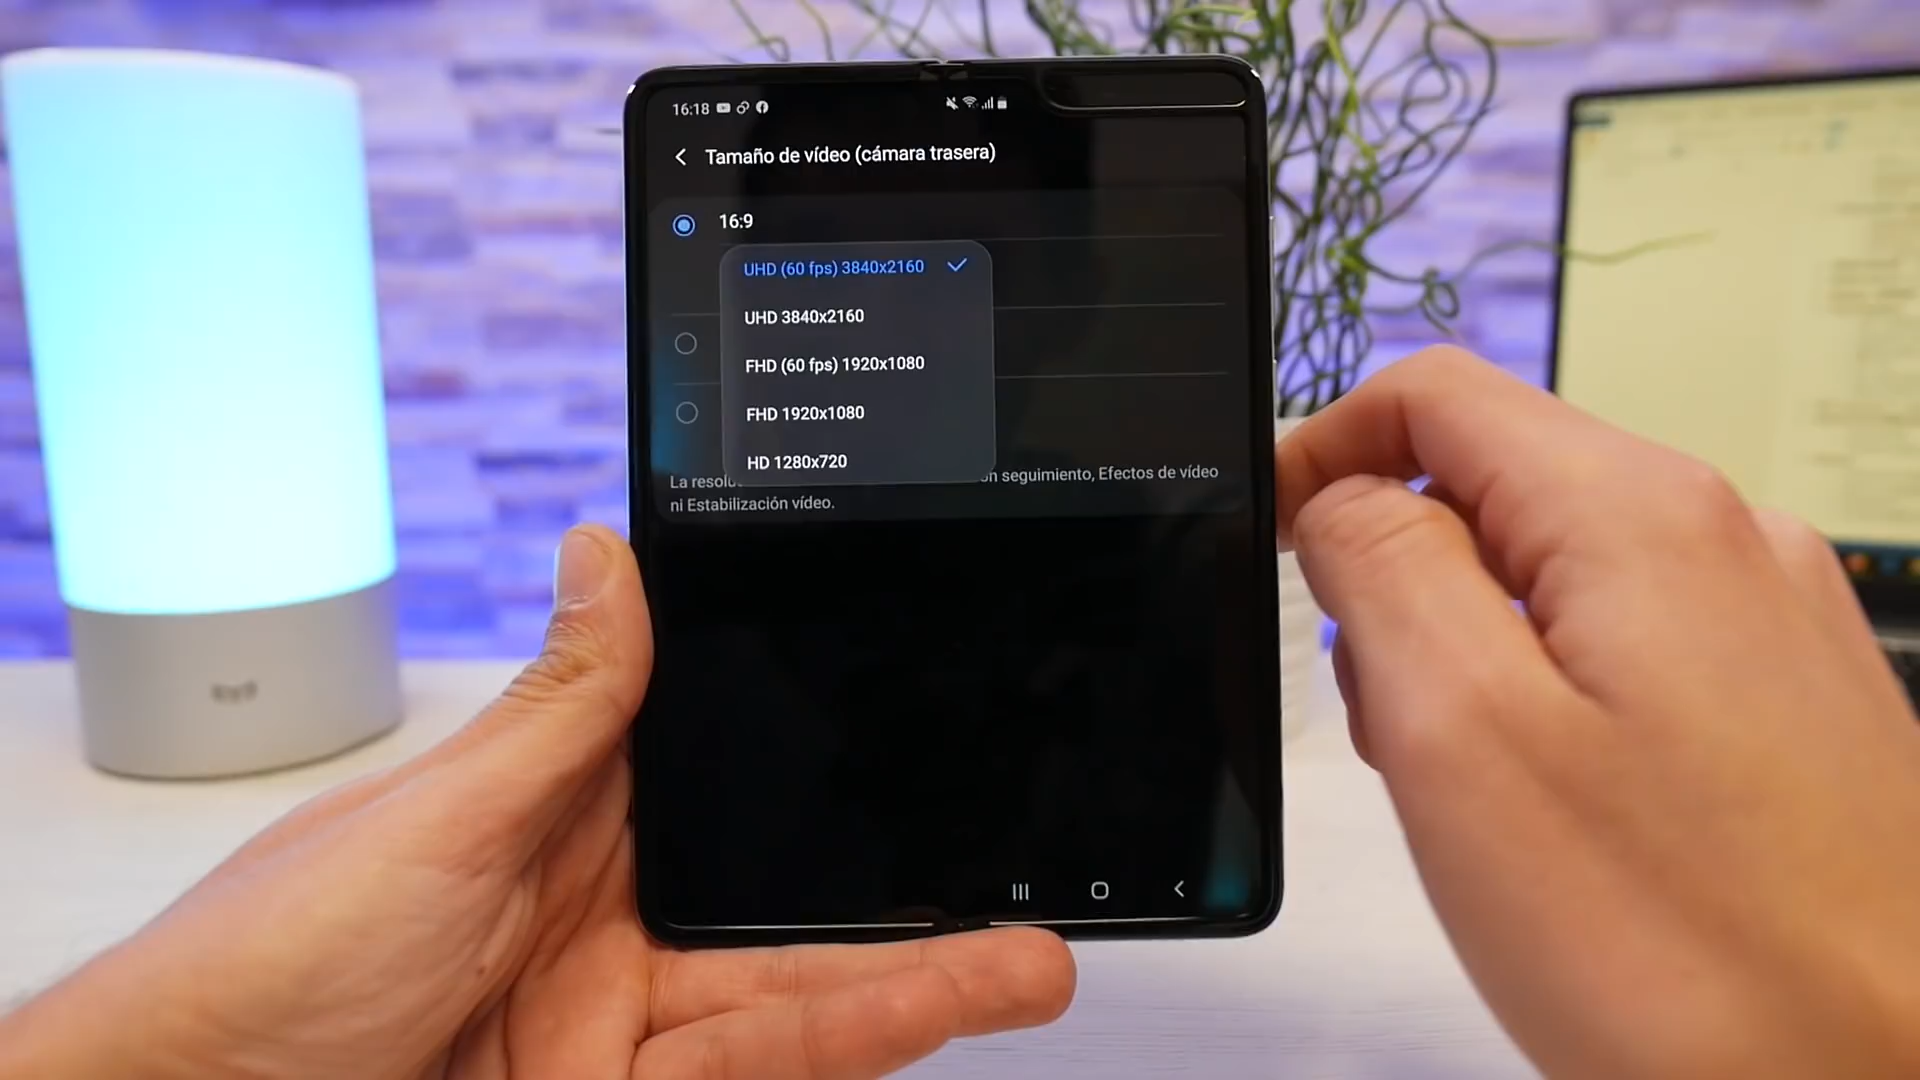 16:18
Tamaño de vídeo (cámara trasera)
16:9
UHD (60 fps) 3840x2160
UHD 3840x2160
FHD (60 fps) 1920x1080
FHD 1920x1080
HD 1280x720
La seguimiento, Efectos de vídeo
ni Estabilización vídeo.